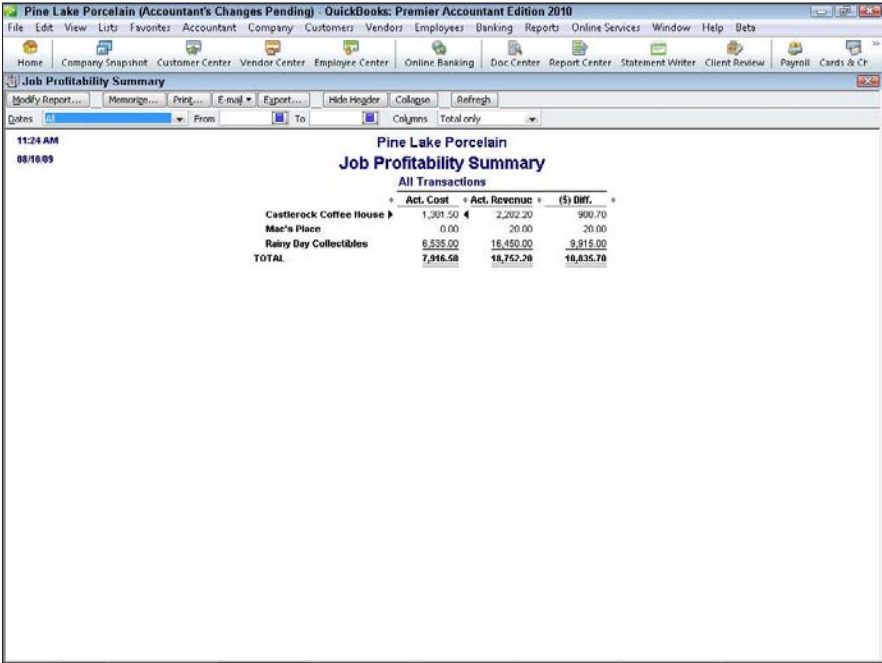 Pine Lake Porcelain (Accountant's Changes Pending) - QuickBooks: Premier Accountant Edition 2010
File Edit View Lists Favorites Accountant Company Customers Vendors Employees Banking Reports Online Services Window Help Beta
Home Company Snapshot Customer Center Vendor Center Employee Center Online Banking Doc Center Report Center Statement Writer Client Review Payroll Cards & Ch
Job Profitability Summary
Modify Report... Memorize... Print... E-mail Export... Hide Header Collapse Refresh
Dates All From To Columns Total only
11:24 AM
08/10/09
Pine Lake Porcelain
Job Profitability Summary
All Transactions
Act. Cost Act. Revenue ($) Diff.
Castlerock Coffee House 1,381.50 2,282.20 900.70
Mac's Place 0.00 20.00 20.00
Rainy Day Collectibles 6,535.00 16,450.00 9,915.00
TOTAL 7,916.50 18,752.20 10,835.70